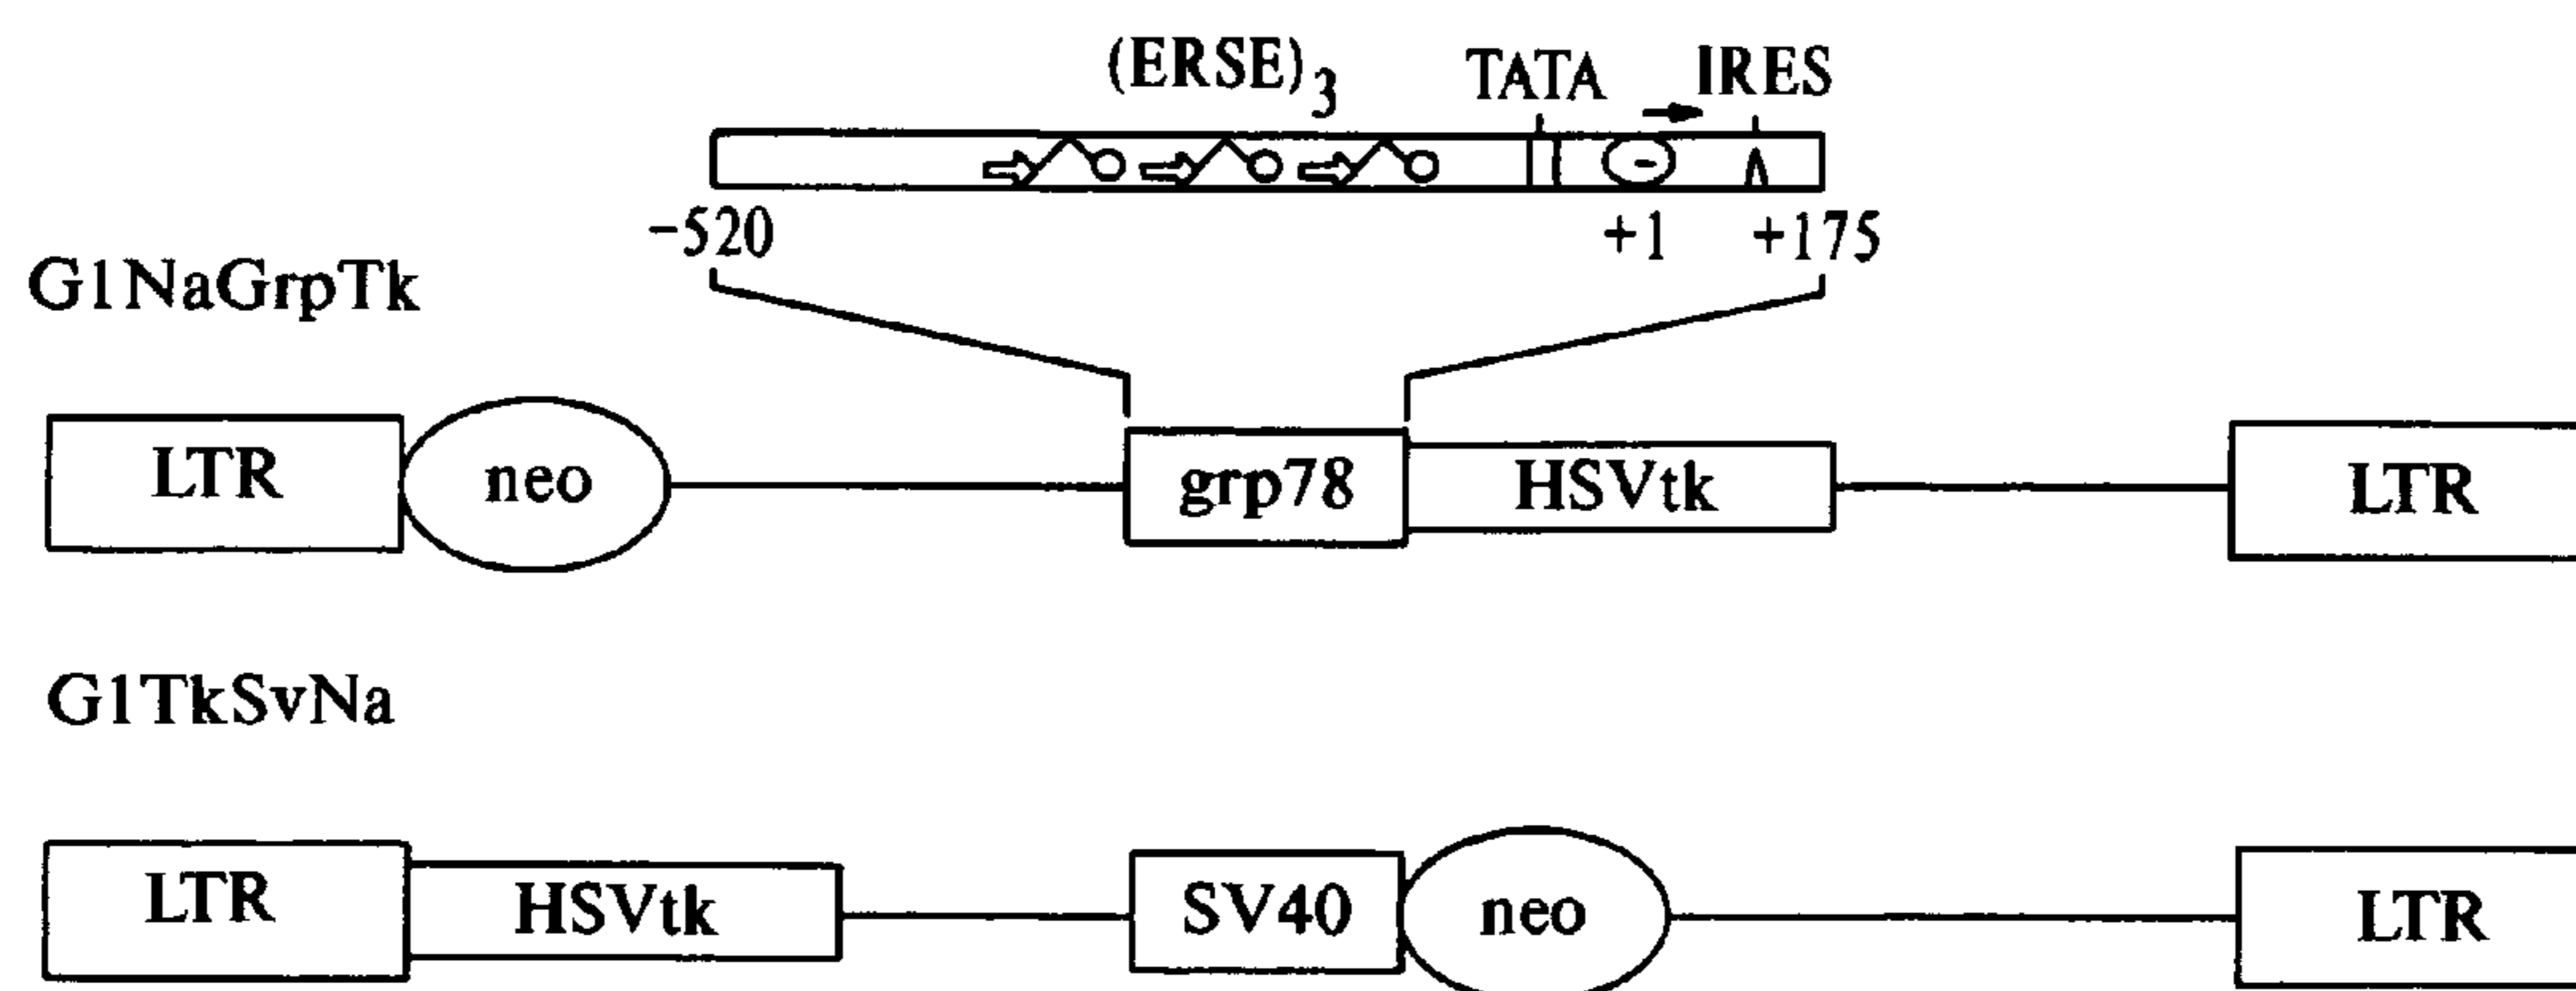 (ERSE)3 TATA IRES
-
−520 +1 +175
G1NaGrpTk
LTR neo grp78 HSVtk LTR
G1TkSvNa
LTR HSVtk SV40 neo LTR